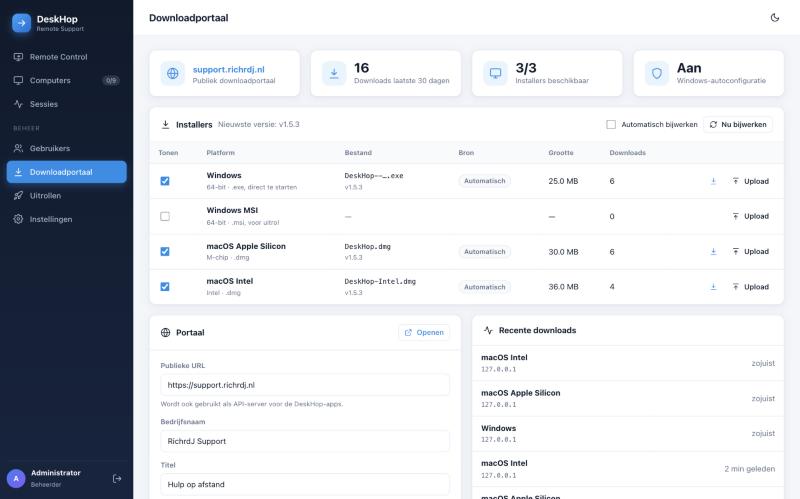 DeskHop
Remote Support
Remote Control
Computers 0/9
Sessies
BEHEER
Gebruikers
Downloadportaal
Uitrollen
Instellingen
A
Administrator
Beheerder
Downloadportaal
support.richrdj.nl
Publiek downloadportaal
16
Downloads laatste 30 dagen
3/3
Installers beschikbaar
Aan
Windows-autoconfiguratie
Installers Nieuwste versie: v1.5.3 Automatisch bijwerken Nu bijwerken
Tonen Platform Bestand Bron Grootte Downloads
Windows DeskHop-–….exe Automatisch 25.0 MB 6 Upload
64-bit · .exe, direct te starten v1.5.3
Windows MSI — — 0 Upload
64-bit · .msi, voor uitrol
macOS Apple Silicon DeskHop.dmg Automatisch 30.0 MB 6 Upload
M-chip · .dmg v1.5.3
macOS Intel DeskHop-Intel.dmg Automatisch 36.0 MB 4 Upload
Intel · .dmg v1.5.3
Portaal Openen
Publieke URL
https://support.richrdj.nl
Wordt ook gebruikt als API-server voor de DeskHop-apps.
Bedrijfsnaam
RichrdJ Support
Titel
Hulp op afstand
Recente downloads
macOS Intel
127.0.0.1 zojuist
macOS Apple Silicon
127.0.0.1 zojuist
Windows
127.0.0.1 zojuist
macOS Intel
127.0.0.1 2 min geleden
macOS Apple Silicon